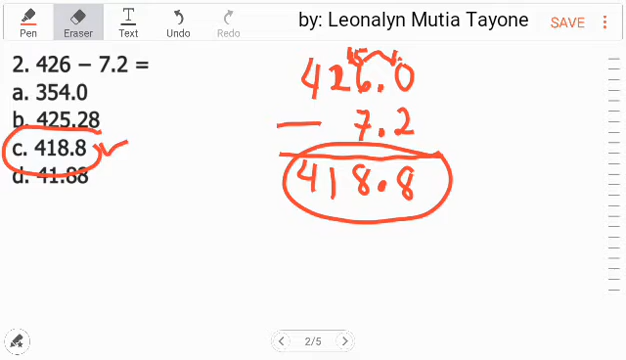 by: Leonalyn Mutia Tayone
SAVE
Pen
Eraser
Text
Undo
Redo
2. 426 − 7.2 =
a. 354.0
b. 425.28
c. 418.8 ✓
d. 41.88
426.0
− 7.2
418.8
2/5